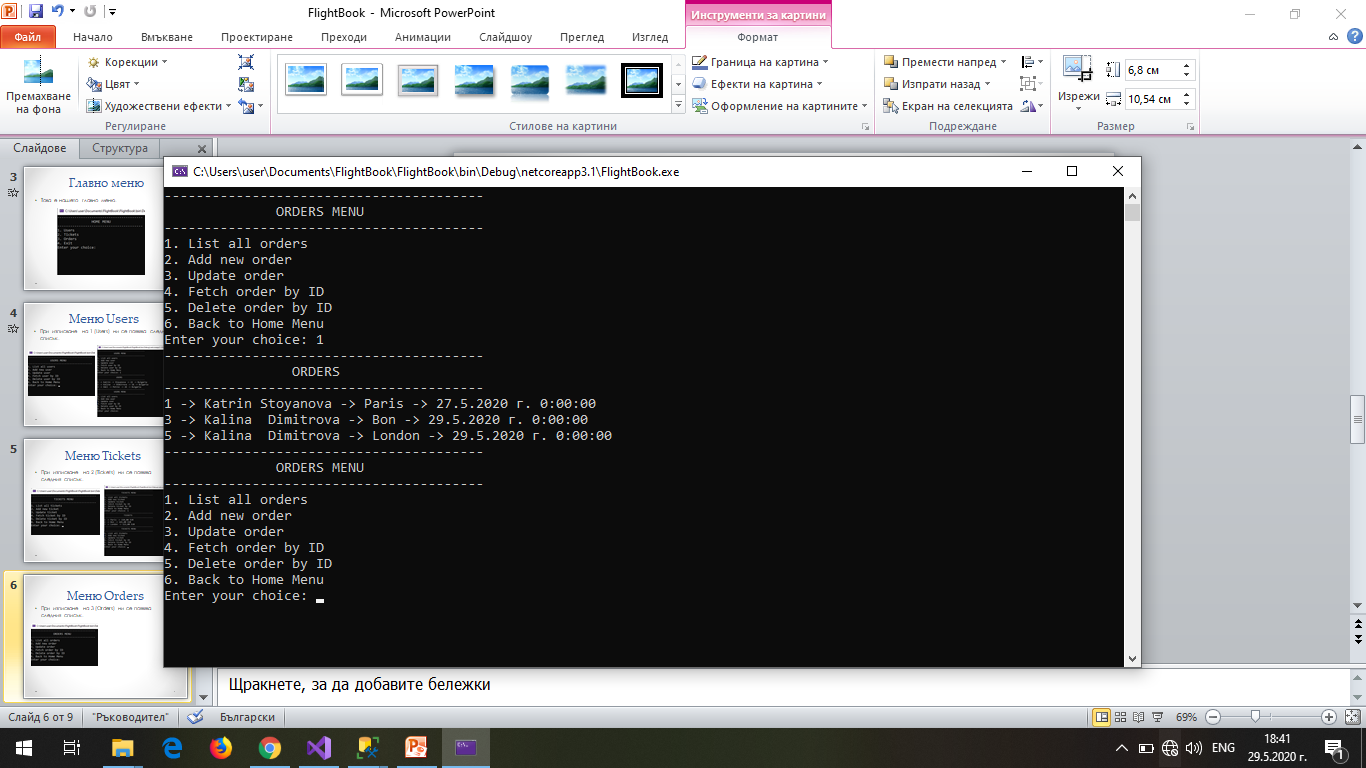 FlightBook - Microsoft PowerPoint
Инструменти за картини
Файл
Начало
Вмъкване
Проектиране
Преходи
Анимации
Слайдшоу
Преглед
Изглед
Формат
Премахване на фона
Корекции
Цвят
Художествени ефекти
Регулиране
Стилове на картини
Граница на картина
Ефекти на картина
Оформление на картините
Премести напред
Изпрати назад
Екран на селекцията
Подреждане
Изрежи
6,8 см
10,54 см
Размер
Слайдове
Структура
3
Главно меню
4
Меню Users
5
Меню Tickets
6
Меню Orders
C:\Users\user\Documents\FlightBook\FlightBook\bin\Debug\netcoreapp3.1\FlightBook.exe
----------------------------------------
ORDERS MENU
----------------------------------------
1. List all orders
2. Add new order
3. Update order
4. Fetch order by ID
5. Delete order by ID
6. Back to Home Menu
Enter your choice: 1
----------------------------------------
ORDERS
----------------------------------------
1 -> Katrin Stoyanova -> Paris -> 27.5.2020 г. 0:00:00
3 -> Kalina  Dimitrova -> Bon -> 29.5.2020 г. 0:00:00
5 -> Kalina  Dimitrova -> London -> 29.5.2020 г. 0:00:00
----------------------------------------
ORDERS MENU
----------------------------------------
1. List all orders
2. Add new order
3. Update order
4. Fetch order by ID
5. Delete order by ID
6. Back to Home Menu
Enter your choice:
Щракнете, за да добавите бележки
Слайд 6 от 9
"Ръководител"
Български
69%
ENG
18:41
29.5.2020 г.
1